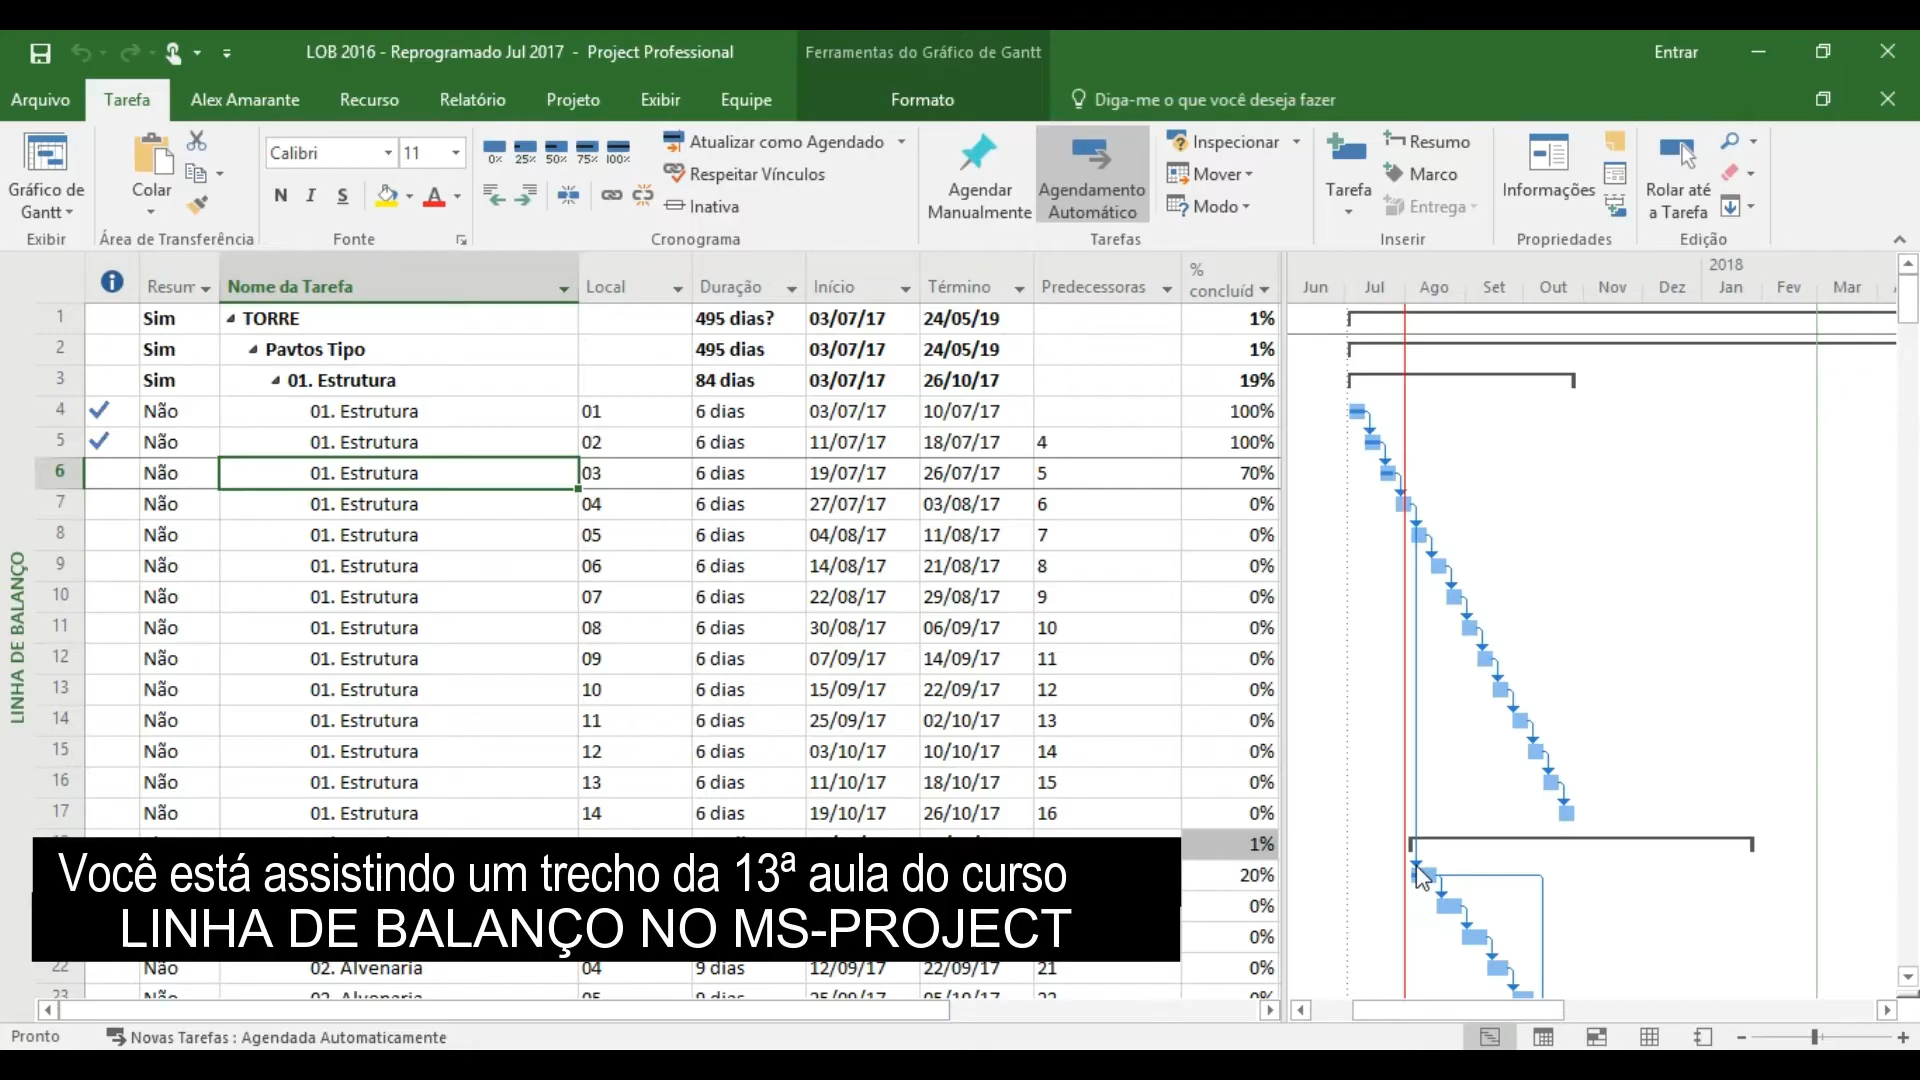 LOB 2016 - Reprogramado Jul 2017 - Project Professional
Ferramentas do Gráfico de Gantt
Entrar
Arquivo Tarefa Alex Amarante Recurso Relatório Projeto Exibir Equipe Formato Diga-me o que você deseja fazer
Gráfico de Gantt
Exibir
Colar
Área de Transferência
Calibri 11
N I S A
Fonte
0% 25% 50% 75% 100%
Atualizar como Agendado
Respeitar Vínculos
Inativa
Cronograma
Agendar Manualmente
Agendamento Automático
Inspecionar
Mover
Modo
Tarefas
Tarefa
Resumo
Marco
Entrega
Inserir
Informações
Propriedades
Rolar até a Tarefa
Edição
Resum Nome da Tarefa Local Duração Início Término Predecessoras % concluíd
2018
Jun Jul Ago Set Out Nov Dez Jan Fev Mar
LINHA DE BALANÇO
1 Sim TORRE 495 dias? 03/07/17 24/05/19 1%
2 Sim Pavtos Tipo 495 dias 03/07/17 24/05/19 1%
3 Sim 01. Estrutura 84 dias 03/07/17 26/10/17 19%
4 Não 01. Estrutura 01 6 dias 03/07/17 10/07/17 100%
5 Não 01. Estrutura 02 6 dias 11/07/17 18/07/17 4 100%
6 Não 01. Estrutura 03 6 dias 19/07/17 26/07/17 5 70%
7 Não 01. Estrutura 04 6 dias 27/07/17 03/08/17 6 0%
8 Não 01. Estrutura 05 6 dias 04/08/17 11/08/17 7 0%
9 Não 01. Estrutura 06 6 dias 14/08/17 21/08/17 8 0%
10 Não 01. Estrutura 07 6 dias 22/08/17 29/08/17 9 0%
11 Não 01. Estrutura 08 6 dias 30/08/17 06/09/17 10 0%
12 Não 01. Estrutura 09 6 dias 07/09/17 14/09/17 11 0%
13 Não 01. Estrutura 10 6 dias 15/09/17 22/09/17 12 0%
14 Não 01. Estrutura 11 6 dias 25/09/17 02/10/17 13 0%
15 Não 01. Estrutura 12 6 dias 03/10/17 10/10/17 14 0%
16 Não 01. Estrutura 13 6 dias 11/10/17 18/10/17 15 0%
17 Não 01. Estrutura 14 6 dias 19/10/17 26/10/17 16 0%
1%
20%
0%
0%
Você está assistindo um trecho da 13ª aula do curso
LINHA DE BALANÇO NO MS-PROJECT
22 Não 02. Alvenaria 04 9 dias 12/09/17 22/09/17 21 0%
Pronto Novas Tarefas : Agendada Automaticamente